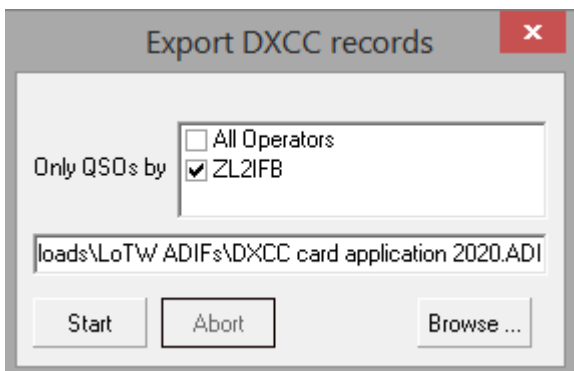 Export DXCC records
All Operators
Only QSOs by ZL2IFB
loads\LoTW ADIFs\DXCC card application 2020.ADI
Start Abort Browse ...